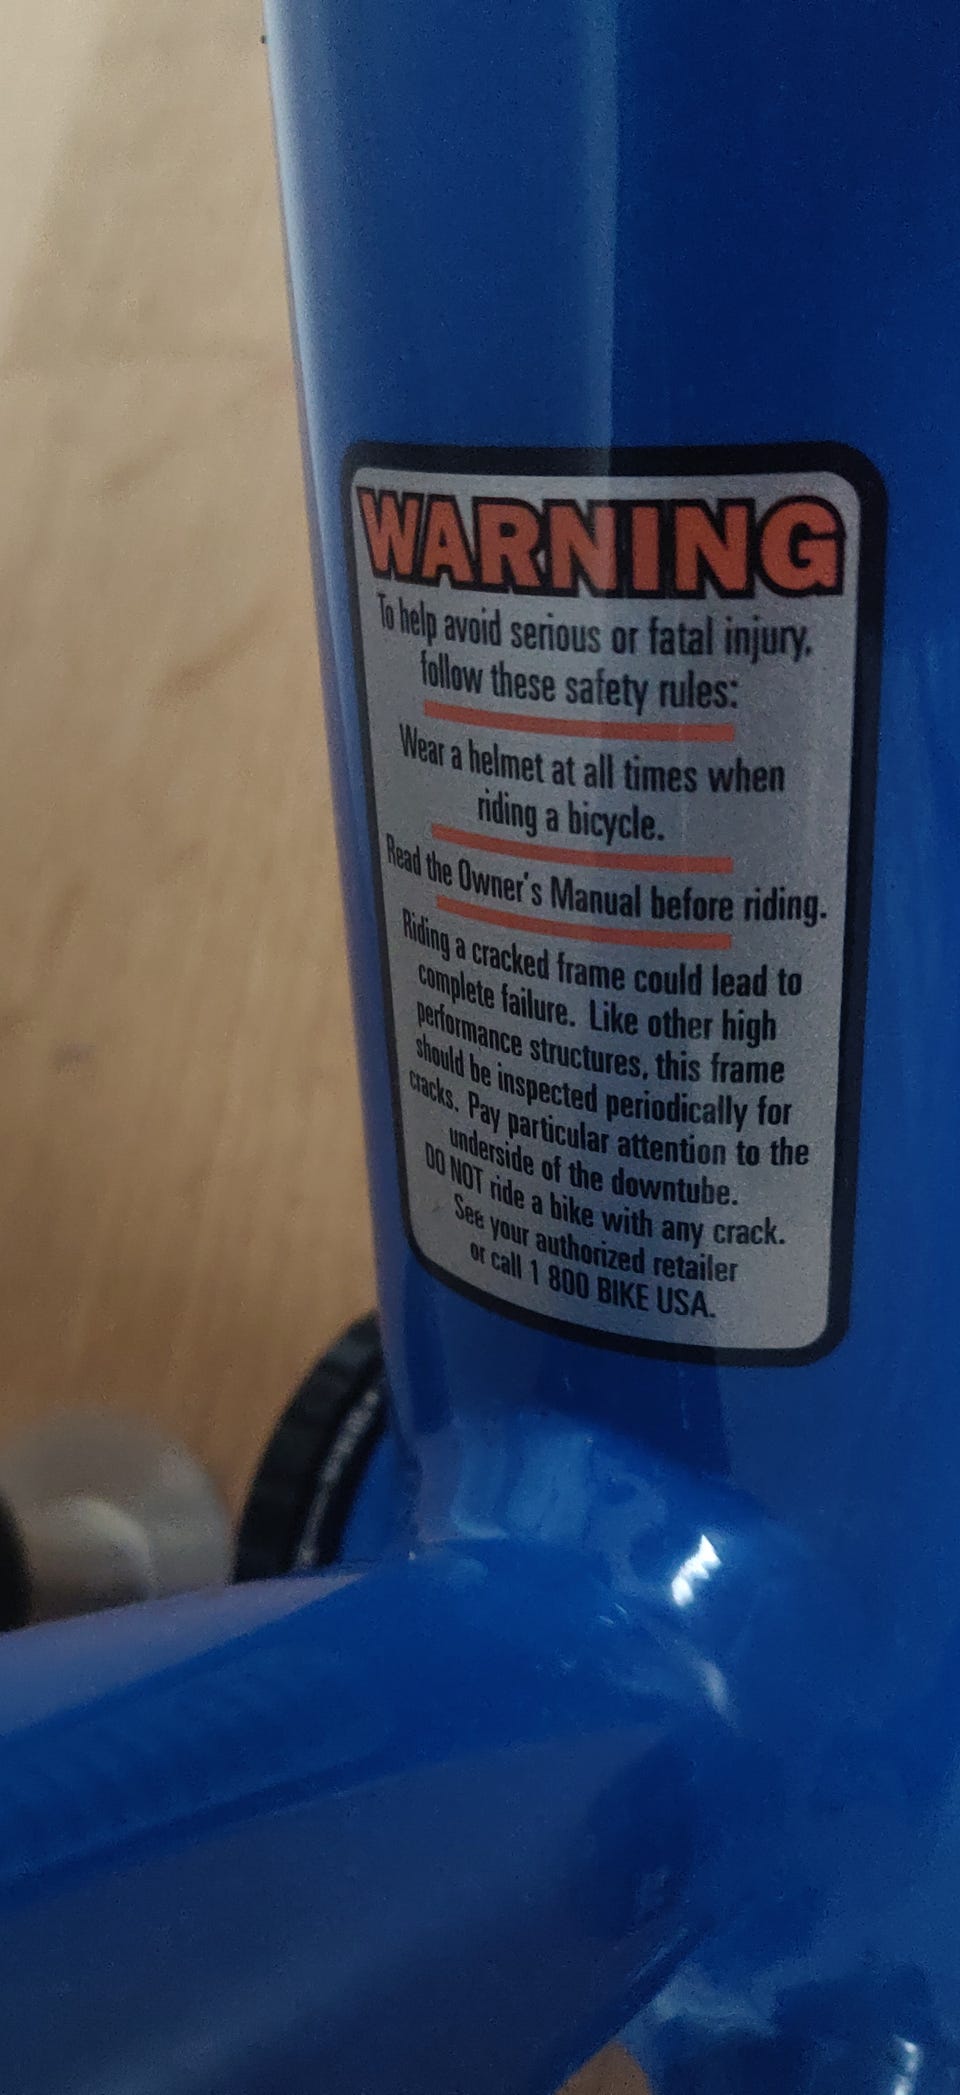 WARNING
To help avoid serious or fatal injury,
follow these safety rules:
Wear a helmet at all times when
riding a bicycle.
Read the Owner's Manual before riding.
Riding a cracked frame could lead to
complete failure. Like other high
performance structures, this frame
should be inspected periodically for
cracks. Pay particular attention to the
underside of the downtube.
DO NOT ride a bike with any crack.
See your authorized retailer
or call 1 800 BIKE USA.